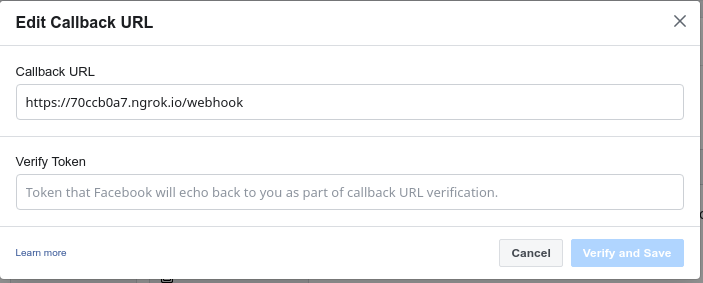 Edit Callback URL
Callback URL
https://70ccb0a7.ngrok.io/webhook
Verify Token
Token that Facebook will echo back to you as part of callback URL verification.
Learn more
Cancel
Verify and Save